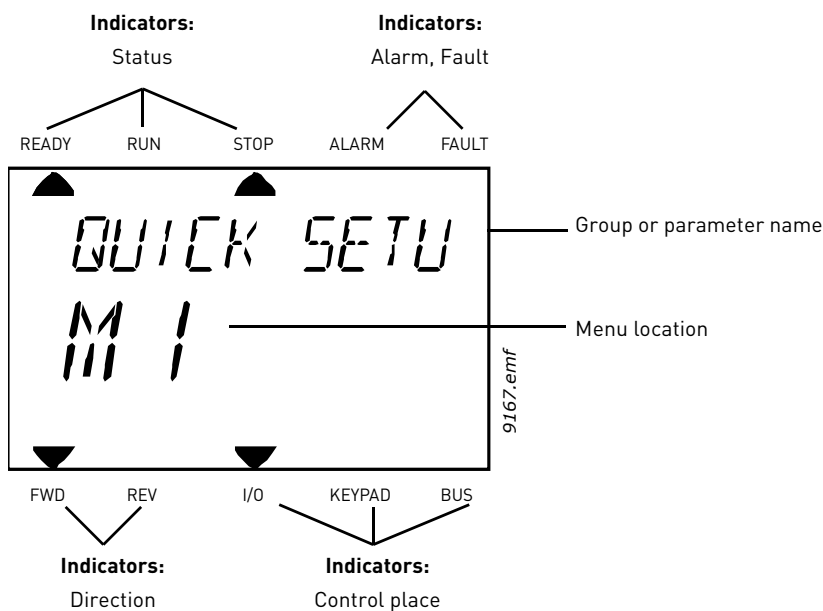 Indicators: Indicators:
Status Alarm, Fault
READY RUN STOP ALARM FAULT
QUICK SETU
Group or parameter name
M 1
Menu location
9167.emf
FWD REV I/O KEYPAD BUS
Indicators: Indicators:
Direction Control place